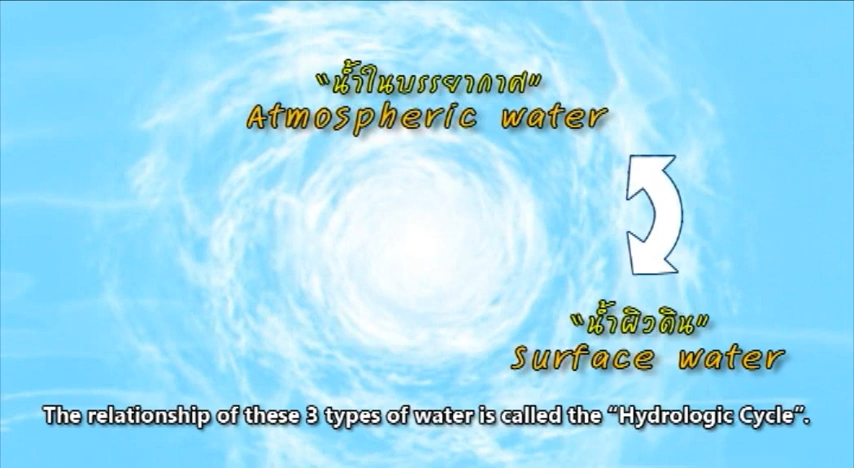 “น้ำในบรรยากาศ”
Atmospheric water
“น้ำผิวดิน”
Surface water
The relationship of these 3 types of water is called the “Hydrologic Cycle”.